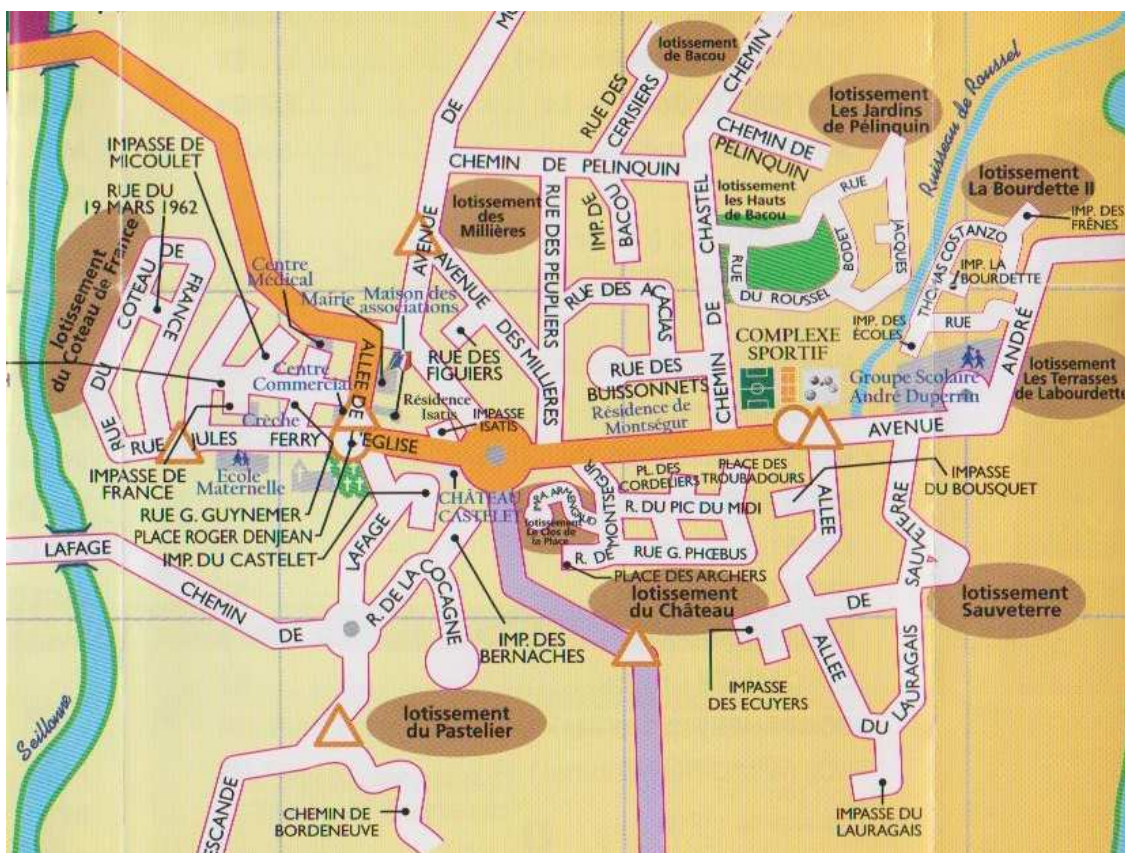 lotissement
de Bacou
CHEMIN
DE
RUE DES
CERISIERS
lotissement
Les Jardins
de Pélinquin
Ruisseau de Roussel
IMPASSE DE
MICOULET
CHEMIN DE PELINQUIN
CHEMIN DE
PELINQUIN
RUE DU
19 MARS 1962
lotissement
des Millières
lotissement
les Hauts
de Bacou
lotissement
La Bourdette II
IMP. DES
FRÊNES
lotissement
du Coteau de France
RUE DU COTEAU DE FRANCE
Centre
Médical
Mairie
Maison des
associations
AVENUE
AVENUE DES MILLIÈRES
RUE DES PEUPLIERS
IMP. DE
BACOU
RUE DES ACACIAS
CHEMIN DE CHASTEL
RUE JACQUES BODET
RUE DU ROUSSEL
THOMAS COSTANZO
RUE
IMP. LA
BOURDETTE
IMP. DES
ÉCOLES
ALLÉE DE L'EGLISE
RUE DES
FIGUIERS
RUE DES
BUISSONNETS
Résidence de
Montségur
COMPLEXE
SPORTIF
Groupe Scolaire
André Duperrin
lotissement
Les Terrasses
de Labourdette
Centre
Commercial
Résidence
Isatis
IMPASSE
ISATIS
Crèche
RUE JULES FERRY
AVENUE ANDRÉ
IMPASSE DE
FRANCE
Ecole
Maternelle
RUE G. GUYNEMER
PLACE ROGER DENJEAN
IMP. DU CASTELET
CHÂTEAU
CASTELET
lotissement
Le Clos de
la Place
R. DE MONTSEGUR
PL. DES
CORDELIERS
PLACE DES
TROUBADOURS
R. DU PIC DU MIDI
RUE G. PHŒBUS
PLACE DES ARCHERS
IMPASSE
DU BOUSQUET
ALLEE DE SAUVETERRE
LAFAGE
CHEMIN DE LAFAGE
R. DE LA COCAGNE
IMP. DES
BERNACHES
lotissement
du Château
lotissement
Sauveterre
IMPASSE
DES ECUYERS
ALLEE DU LAURAGAIS
lotissement
du Pastelier
Seillonne
CHEMIN DE
BORDENEUVE
ESCANDE
IMPASSE DU
LAURAGAIS